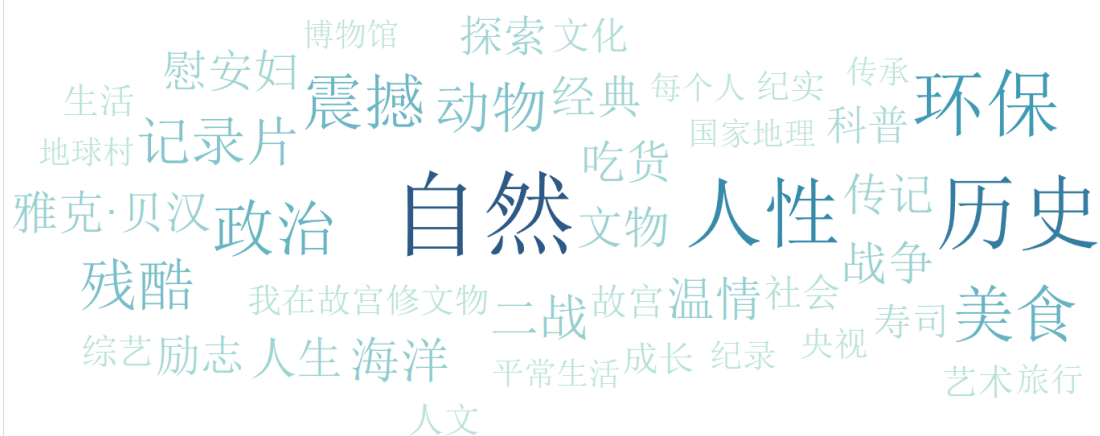 博物馆 探索 文化
慰安妇 震撼 动物 经典 每个人 纪实 传承 环保
生活 国家地理 科普
地球村 记录片 吃货
雅克·贝汉 政治 自然 文物 人性 传记 历史
残酷 我在故宫修文物 二战 故宫 温情 社会 战争 美食
综艺 励志 人生 海洋 平常生活 成长 纪录 央视 寿司
艺术 旅行
人文